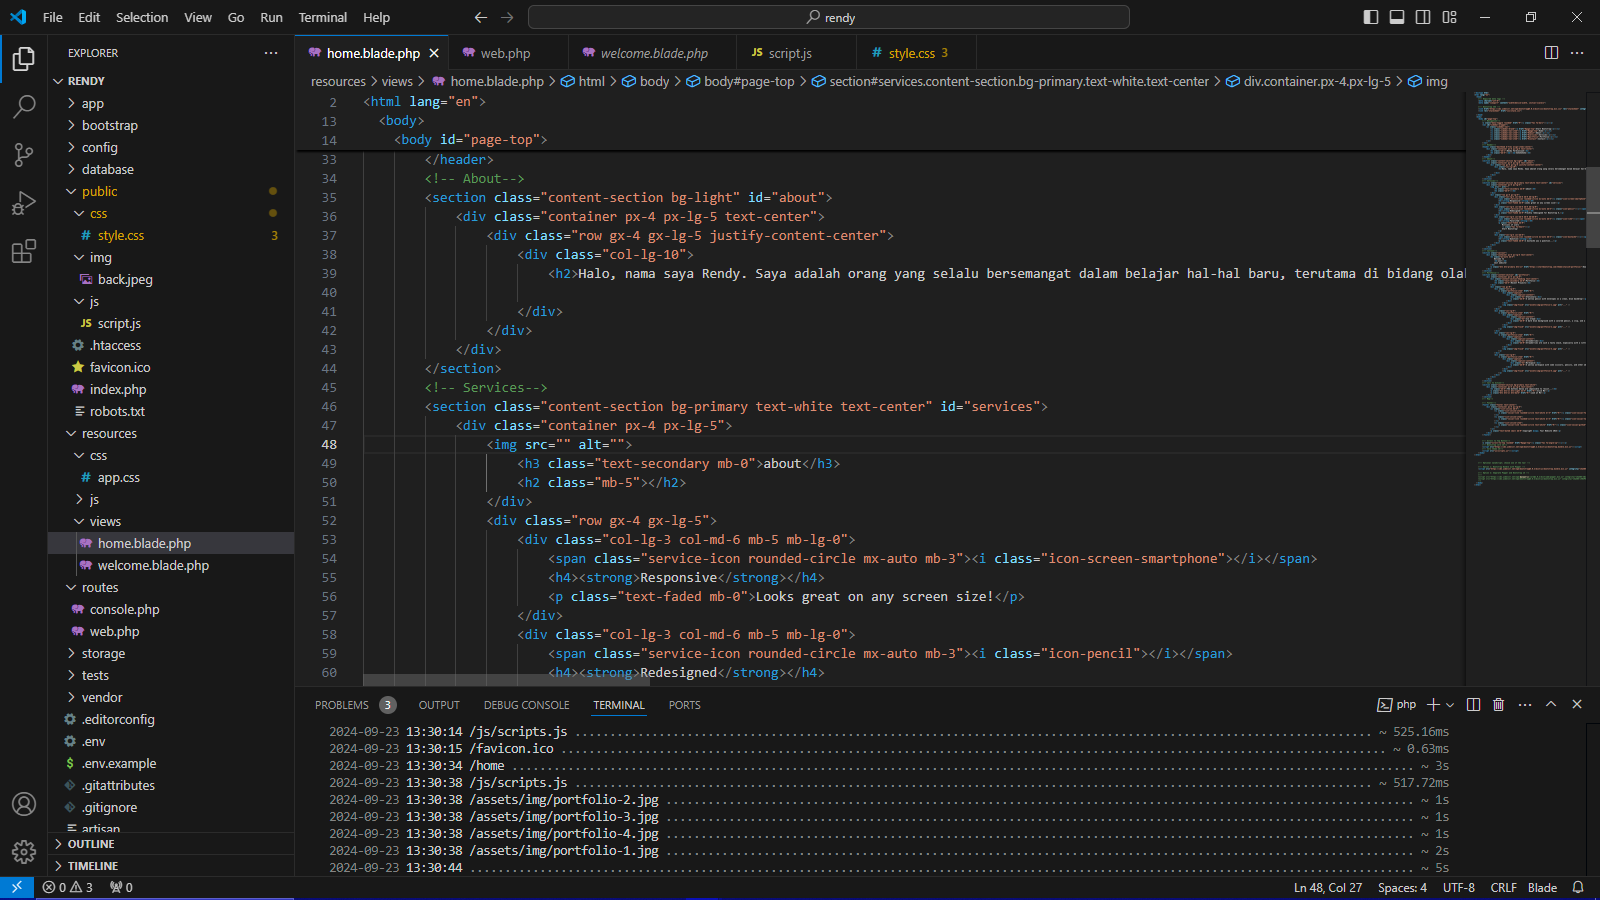 File Edit Selection View Go Run Terminal Help
rendy
EXPLORER
RENDY
app
bootstrap
config
database
public
css
style.css 3
img
back.jpeg
js
JS script.js
.htaccess
favicon.ico
index.php
robots.txt
resources
css
# app.css
js
views
home.blade.php
welcome.blade.php
routes
console.php
web.php
storage
tests
vendor
.editorconfig
.env
$ .env.example
.gitattributes
.gitignore
artisan
OUTLINE
TIMELINE
home.blade.php web.php welcome.blade.php JS script.js # style.css 3
resources > views > home.blade.php > html > body > body#page-top > section#services.content-section.bg-primary.text-white.text-center > div.container.px-4.px-lg-5 > img
2 <html lang="en">
13 <body>
14 <body id="page-top">
33 </header>
34 <!-- About-->
35 <section class="content-section bg-light" id="about">
36 <div class="container px-4 px-lg-5 text-center">
37 <div class="row gx-4 gx-lg-5 justify-content-center">
38 <div class="col-lg-10">
39 <h2>Halo, nama saya Rendy. Saya adalah orang yang selalu bersemangat dalam belajar hal-hal baru, terutama di bidang olah
40
41 </div>
42 </div>
43 </div>
44 </section>
45 <!-- Services-->
46 <section class="content-section bg-primary text-white text-center" id="services">
47 <div class="container px-4 px-lg-5">
48 <img src="" alt="">
49 <h3 class="text-secondary mb-0">about</h3>
50 <h2 class="mb-5"></h2>
51 </div>
52 <div class="row gx-4 gx-lg-5">
53 <div class="col-lg-3 col-md-6 mb-5 mb-lg-0">
54 <span class="service-icon rounded-circle mx-auto mb-3"><i class="icon-screen-smartphone"></i></span>
55 <h4><strong>Responsive</strong></h4>
56 <p class="text-faded mb-0">Looks great on any screen size!</p>
57 </div>
58 <div class="col-lg-3 col-md-6 mb-5 mb-lg-0">
59 <span class="service-icon rounded-circle mx-auto mb-3"><i class="icon-pencil"></i></span>
60 <h4><strong>Redesigned</strong></h4>
PROBLEMS 3 OUTPUT DEBUG CONSOLE TERMINAL PORTS php
2024-09-23 13:30:14 /js/scripts.js ~ 525.16ms
2024-09-23 13:30:15 /favicon.ico ~ 0.63ms
2024-09-23 13:30:34 /home ~ 3s
2024-09-23 13:30:38 /js/scripts.js ~ 517.72ms
2024-09-23 13:30:38 /assets/img/portfolio-2.jpg ~ 1s
2024-09-23 13:30:38 /assets/img/portfolio-3.jpg ~ 1s
2024-09-23 13:30:38 /assets/img/portfolio-4.jpg ~ 1s
2024-09-23 13:30:38 /assets/img/portfolio-1.jpg ~ 2s
2024-09-23 13:30:44 ~ 5s
0 3 0 Ln 48, Col 27 Spaces: 4 UTF-8 CRLF Blade